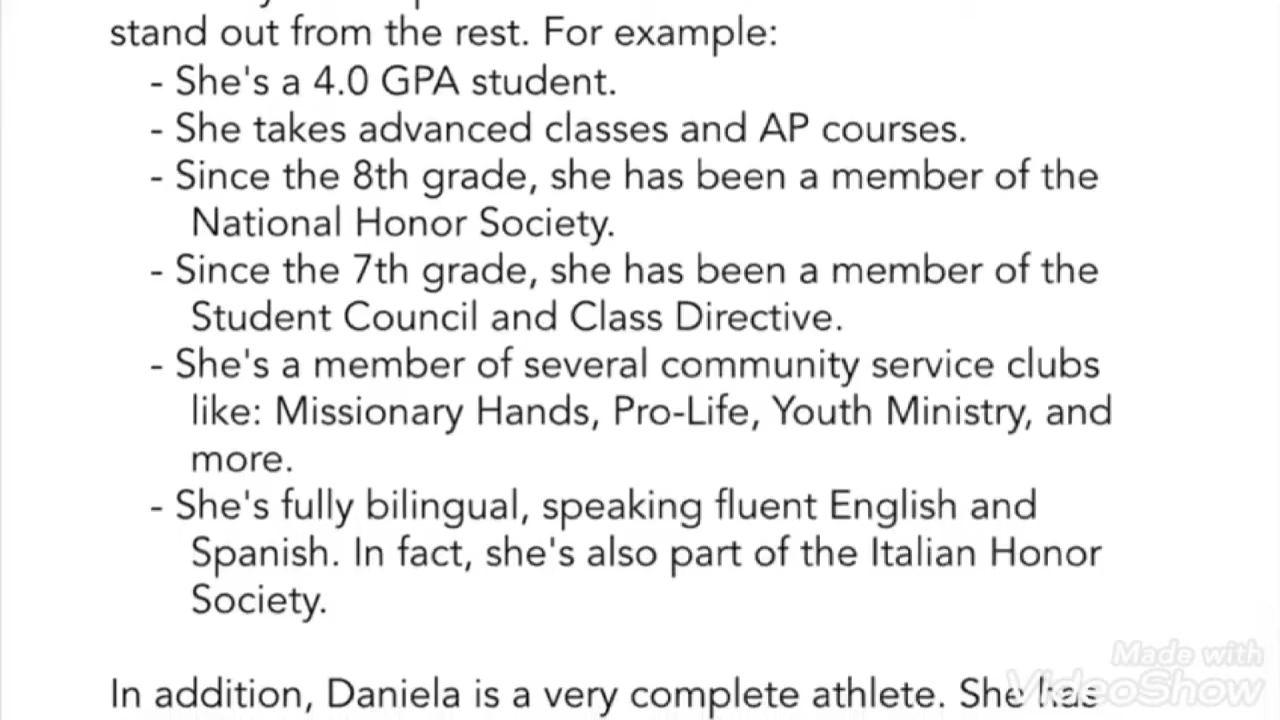 stand out from the rest. For example:
- She's a 4.0 GPA student.
- She takes advanced classes and AP courses.
- Since the 8th grade, she has been a member of the
National Honor Society.
- Since the 7th grade, she has been a member of the
Student Council and Class Directive.
- She's a member of several community service clubs
like: Missionary Hands, Pro-Life, Youth Ministry, and
more.
- She's fully bilingual, speaking fluent English and
Spanish. In fact, she's also part of the Italian Honor
Society.
Made with
VideoShow
In addition, Daniela is a very complete athlete. She has